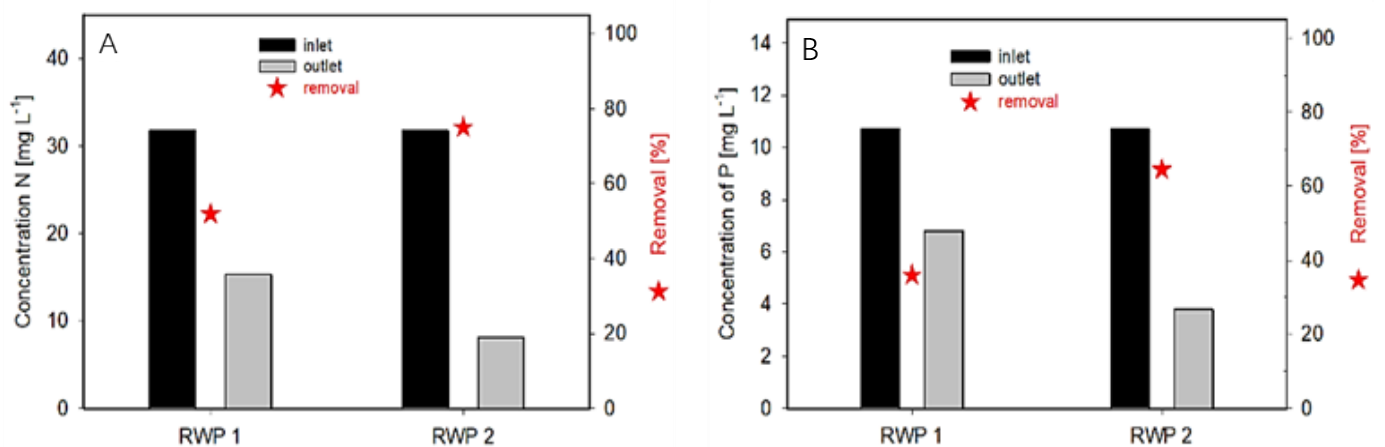 A
inlet
outlet
removal
Concentration N [mg L⁻¹]
40
30
20
10
0
100
80
60
40
20
0
Removal [%]
RWP 1
RWP 2
B
inlet
outlet
removal
Concentration of P [mg L⁻¹]
14
12
10
8
6
4
2
0
100
80
60
40
20
0
Removal [%]
RWP 1
RWP 2